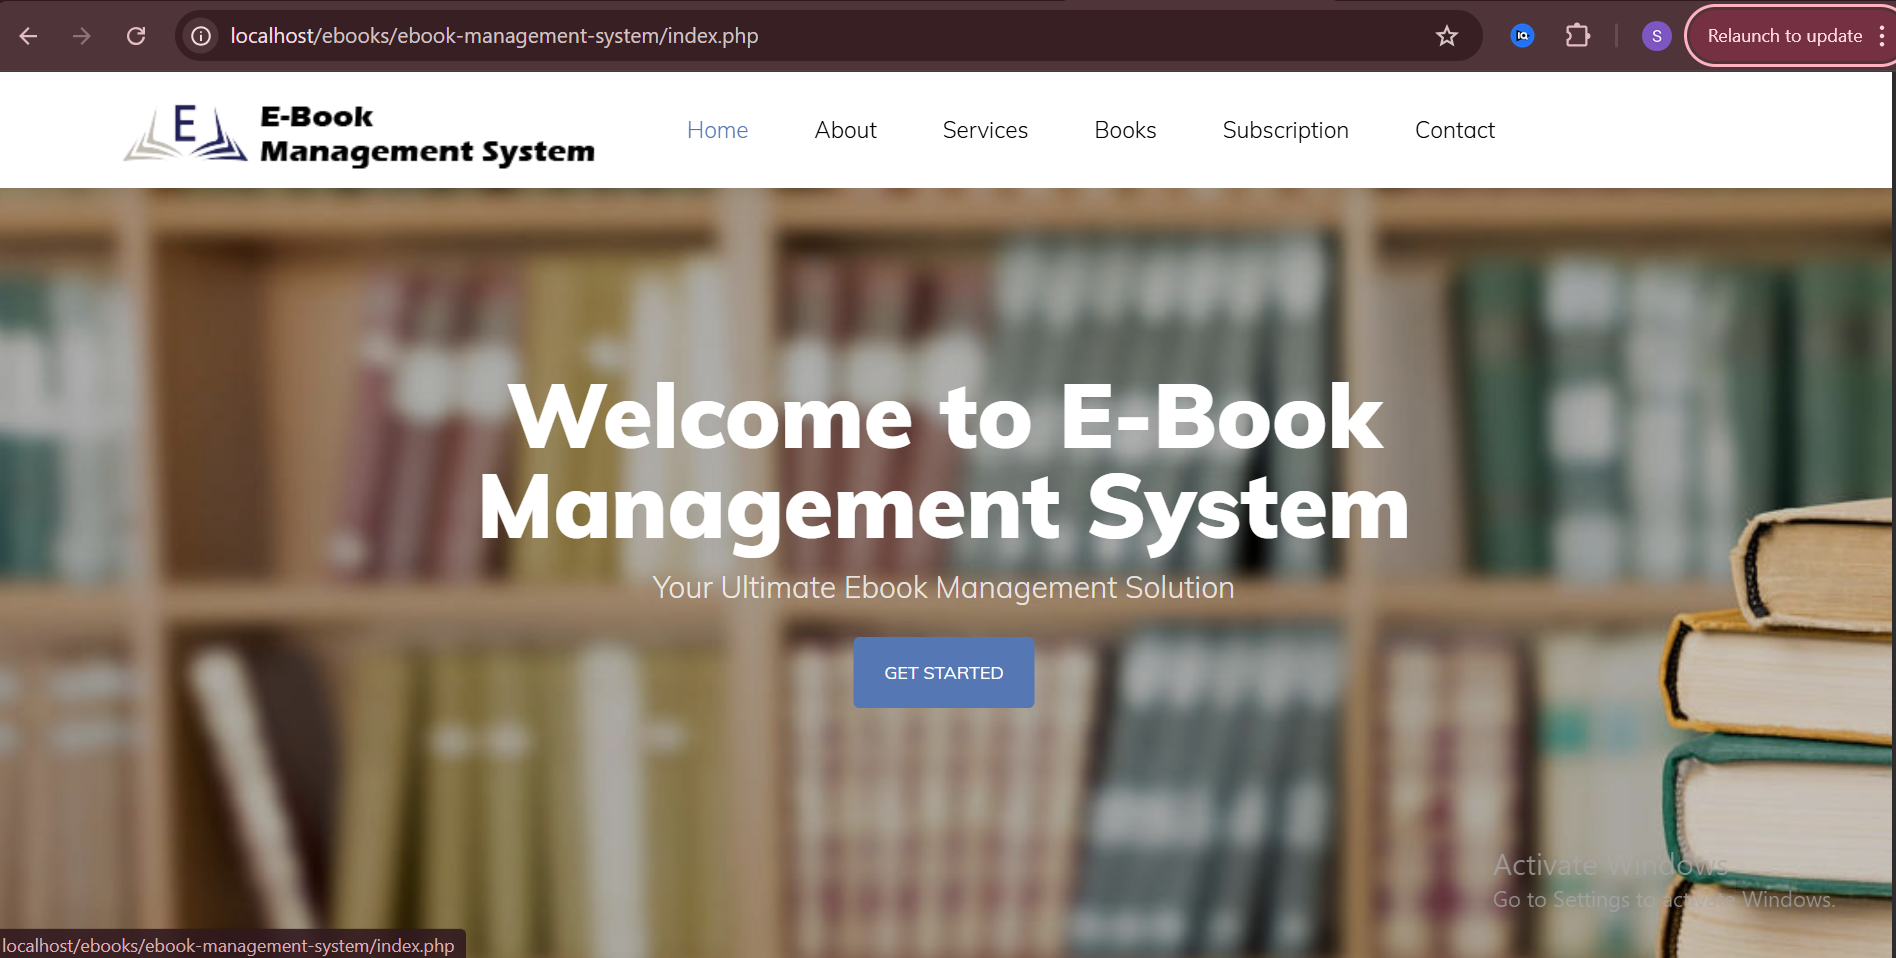 localhost/ebooks/ebook-management-system/index.php
S
Relaunch to update
E
E-Book
Management System
Home
About
Services
Books
Subscription
Contact
Welcome to E-Book
Management System
Your Ultimate Ebook Management Solution
GET STARTED
Activate Windows
Go to Settings to activate Windows.
localhost/ebooks/ebook-management-system/index.php